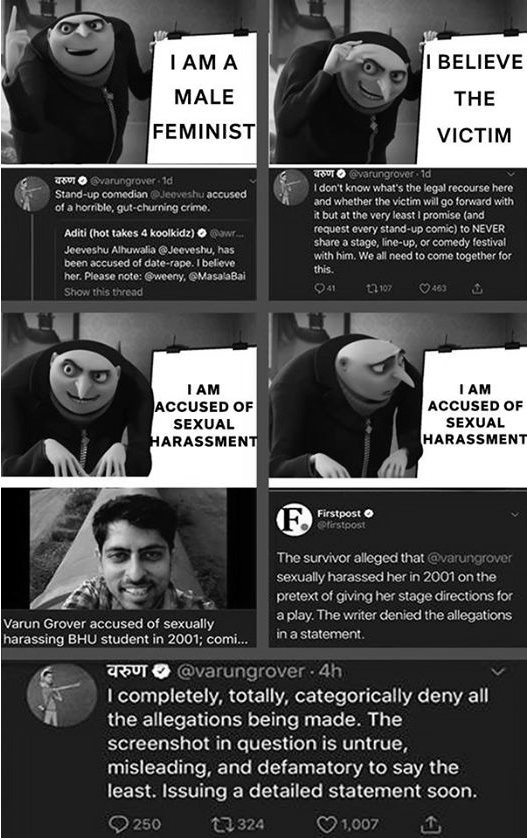 I AM A
MALE
FEMINIST
I BELIEVE
THE
VICTIM
वरुण @varungrover · 1d
Stand-up comedian @Jeeveshu accused
of a horrible, gut-churning crime.
Aditi (hot takes 4 koolkidz) @awr...
Jeeveshu Alhuwalia @Jeeveshu, has
been accused of date-rape. I believe
her. Please note: @weeny, @MasalaBai
Show this thread
वरुण @varungrover · 1d
I don't know what's the legal recourse here
and whether the victim will go forward with
it but at the very least I promise (and
request every stand-up comic) to NEVER
share a stage, line-up, or comedy festival
with him. We all need to come together for
this.
41 107 463
I AM
ACCUSED OF
SEXUAL
HARASSMENT
I AM
ACCUSED OF
SEXUAL
HARASSMENT
Varun Grover accused of sexually
harassing BHU student in 2001; comi...
F.
Firstpost
@firstpost
The survivor alleged that @varungrover
sexually harassed her in 2001 on the
pretext of giving her stage directions for
a play. The writer denied the allegations
in a statement.
वरुण @varungrover · 4h
I completely, totally, categorically deny all
the allegations being made. The
screenshot in question is untrue,
misleading, and defamatory to say the
least. Issuing a detailed statement soon.
250 324 1,007